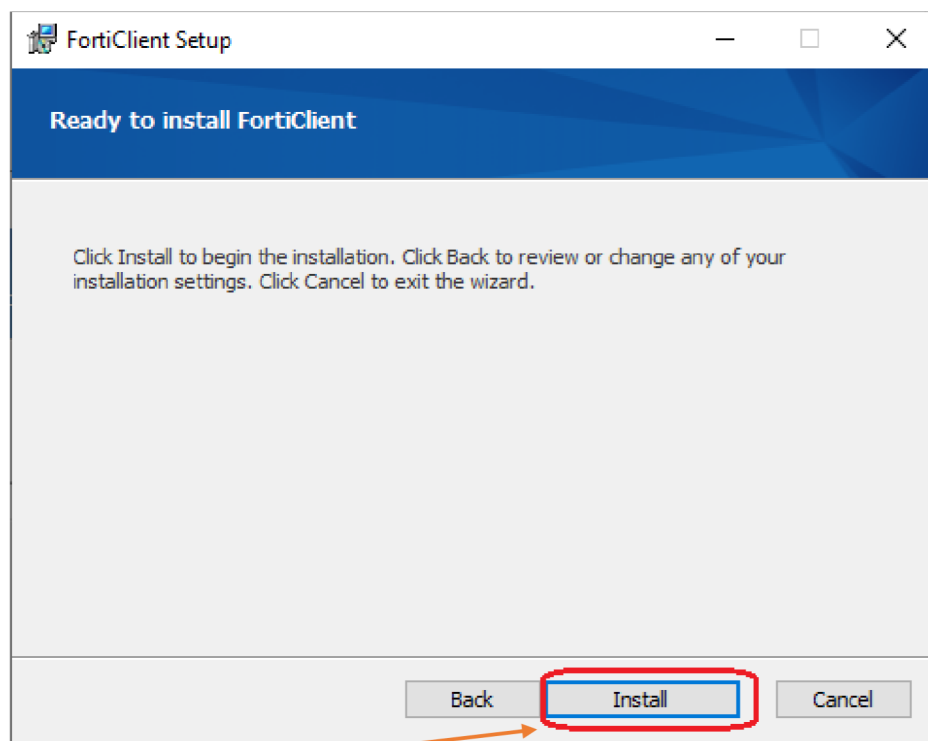 FortiClient Setup
Ready to install FortiClient
Click Install to begin the installation. Click Back to review or change any of your
installation settings. Click Cancel to exit the wizard.
Back Install Cancel